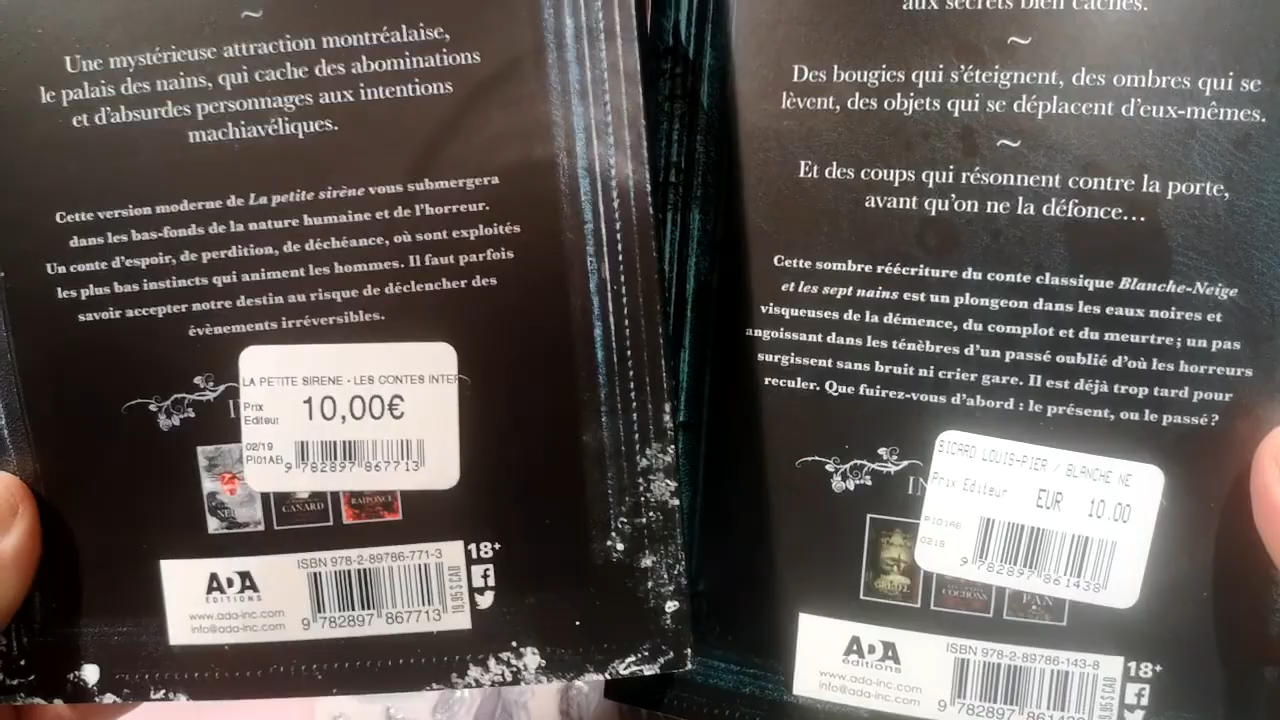 ~
Une mystérieuse attraction montréalaise,
le palais des nains, qui cache des abominations
et d'absurdes personnages aux intentions
machiavéliques.
Cette version moderne de La petite sirène vous submergera
dans les bas-fonds de la nature humaine et de l'horreur.
Un conte d'espoir, de perdition, de déchéance, où sont exploités
les plus bas instincts qui animent les hommes. Il faut parfois
savoir accepter notre destin au risque de déclencher des
évènements irréversibles.
LA PETITE SIRENE - LES CONTES INTER
Prix
Editeur
10,00€
02/19
PI01AE
9 782897 867713
CANARD
RAIPONCE
ISBN 978-2-89786-771-3
ADA
ÉDITIONS
www.ada-inc.com
info@ada-inc.com
9 782897 867713
19,95 $ CAD
18+
aux secrets bien cachés.
~
Des bougies qui s'éteignent, des ombres qui se
lèvent, des objets qui se déplacent d'eux-mêmes.
~
Et des coups qui résonnent contre la porte,
avant qu'on ne la défonce…
Cette sombre réécriture du conte classique Blanche-Neige
et les sept nains est un plongeon dans les eaux noires et
visqueuses de la démence, du complot et du meurtre; un pas
angoissant dans les ténèbres d'un passé oublié d'où les horreurs
surgissent sans bruit ni crier gare. Il est déjà trop tard pour
reculer. Que fuirez-vous d'abord : le présent, ou le passé?
SICARD LOUIS-PIER / BLANCHE NE
Prix Editeur EUR 10.00
PI01AB
0219
9 782897 861438
COCHONS
PAN
ADA
éditions
www.ada-inc.com
info@ada-inc.com
ISBN 978-2-89786-143-8
18+